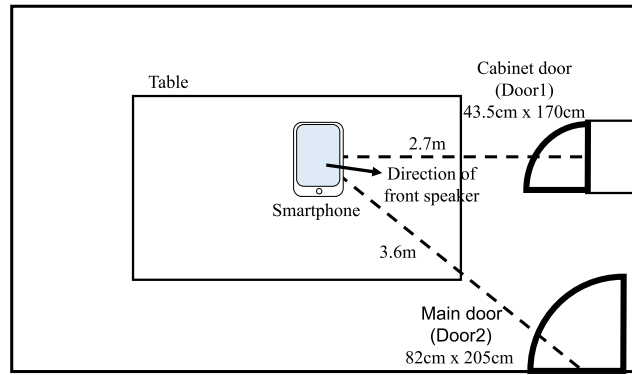 Table
Cabinet door
(Door1)
43.5cm x 170cm
2.7m
Direction of
front speaker
Smartphone
3.6m
Main door
(Door2)
82cm x 205cm